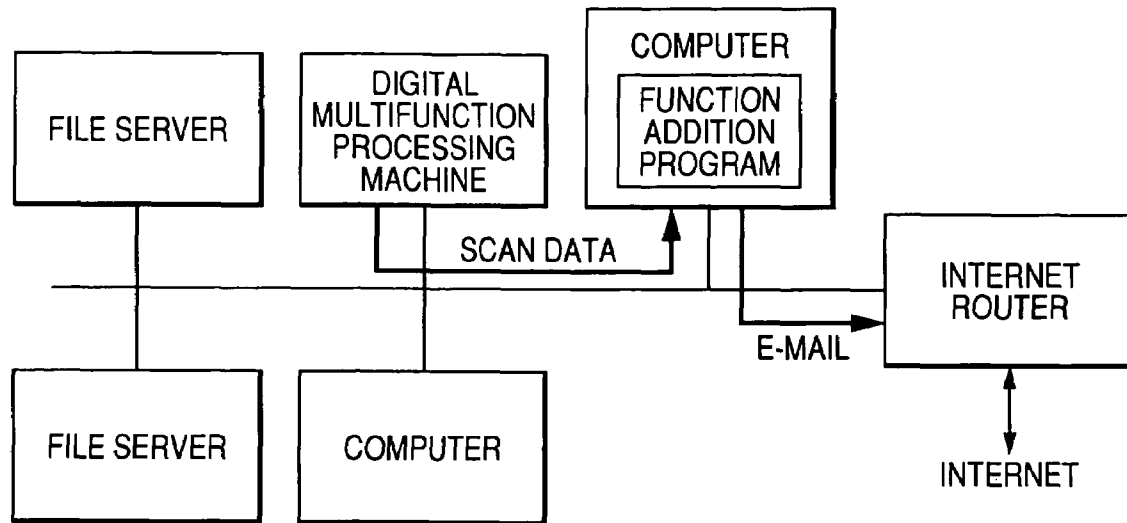 FILE SERVER
DIGITAL
MULTIFUNCTION
PROCESSING
MACHINE
COMPUTER
FUNCTION
ADDITION
PROGRAM
SCAN DATA
INTERNET
ROUTER
E-MAIL
FILE SERVER
COMPUTER
INTERNET